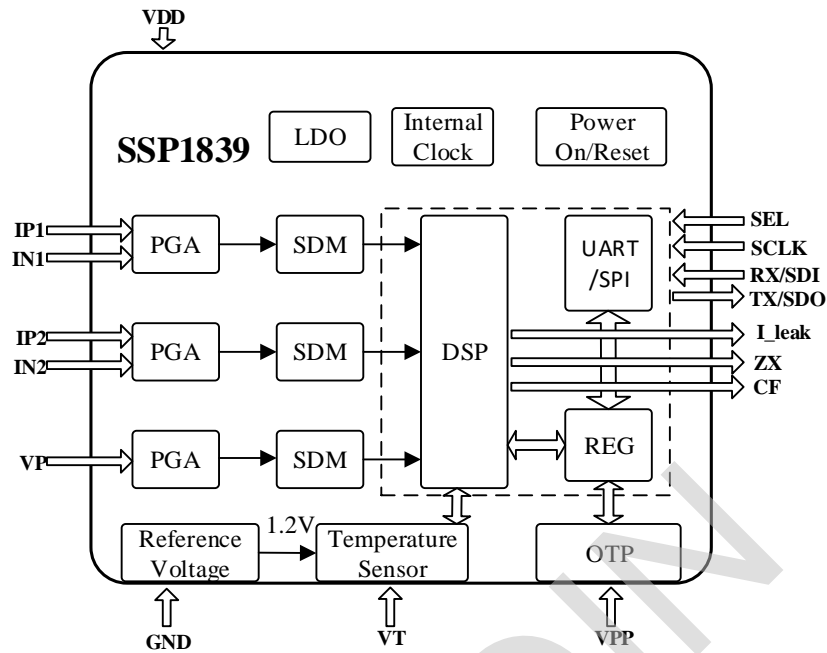 VDD
SSP1839
LDO
Internal
Clock
Power
On/Reset
IP1
IN1
PGA
SDM
IP2
IN2
PGA
SDM
VP
PGA
SDM
DSP
UART
/SPI
REG
SEL
SCLK
RX/SDI
TX/SDO
I_leak
ZX
CF
Reference
Voltage
1.2V
Temperature
Sensor
OTP
GND
VT
VPP